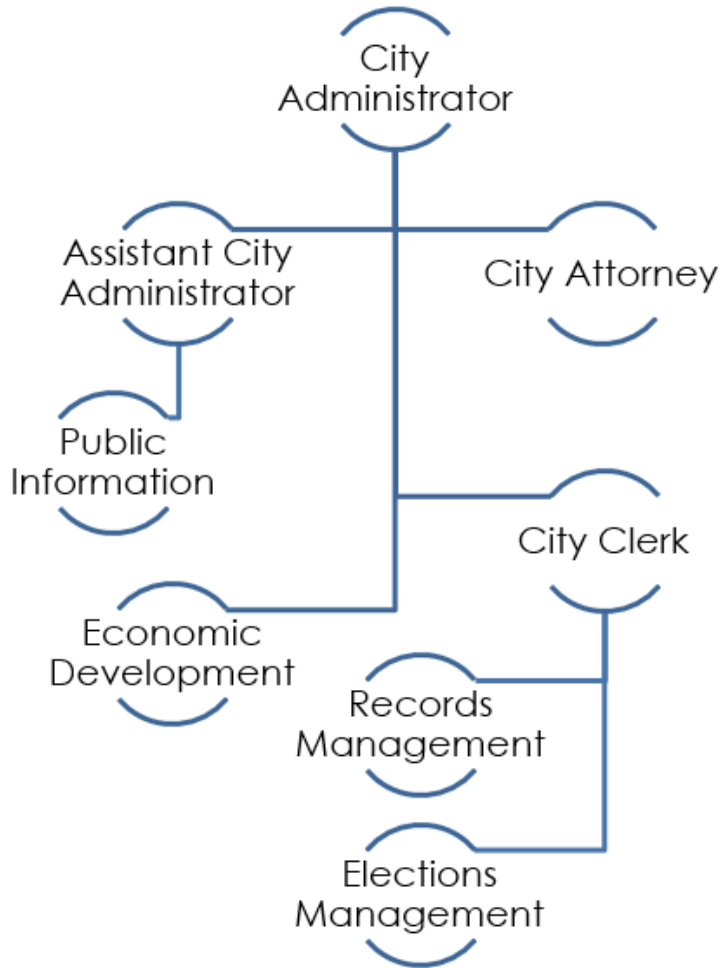 City
Administrator
Assistant City
Administrator
City Attorney
Public
Information
City Clerk
Economic
Development
Records
Management
Elections
Management